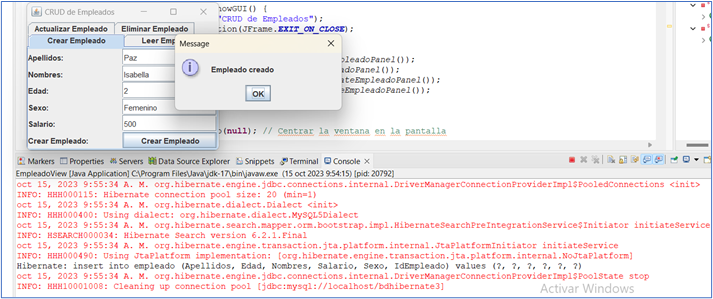 CRUD de Empleados
Actualizar Empleado Eliminar Empleado
Crear Empleado Leer Em
Apellidos: Paz
Nombres: Isabella
Edad: 2
Sexo: Femenino
Salario: 500
Crear Empleado: Crear Empleado
Message
Empleado creado
OK
howGUI() {
"CRUD de Empleados");
tion(JFrame.EXIT_ON_CLOSE);
pleadoPanel());
adoPanel());
ateEmpleadoPanel());
eEmpleadoPanel());
o(null); // Centrar la ventana en la pantalla
Markers Properties Servers Data Source Explorer Snippets Terminal Console
EmpleadoView [Java Application] C:\Program Files\Java\jdk-17\bin\javaw.exe (15 oct 2023 9:54:15) [pid: 20792]
oct 15, 2023 9:55:34 A. M. org.hibernate.engine.jdbc.connections.internal.DriverManagerConnectionProviderImpl$PooledConnections <init>
INFO: HHH000115: Hibernate connection pool size: 20 (min=1)
oct 15, 2023 9:55:34 A. M. org.hibernate.dialect.Dialect <init>
INFO: HHH000400: Using dialect: org.hibernate.dialect.MySQL5Dialect
oct 15, 2023 9:55:34 A. M. org.hibernate.search.mapper.orm.bootstrap.impl.HibernateSearchPreIntegrationService$Initiator initiateService
INFO: HSEARCH000034: Hibernate Search version 6.2.1.Final
oct 15, 2023 9:55:34 A. M. org.hibernate.engine.transaction.jta.platform.internal.JtaPlatformInitiator initiateService
INFO: HHH000490: Using JtaPlatform implementation: [org.hibernate.engine.transaction.jta.platform.internal.NoJtaPlatform]
Hibernate: insert into empleado (Apellidos, Edad, Nombres, Salario, Sexo, IdEmpleado) values (?, ?, ?, ?, ?, ?)
oct 15, 2023 9:55:34 A. M. org.hibernate.engine.jdbc.connections.internal.DriverManagerConnectionProviderImpl$PoolState stop
INFO: HHH10001008: Cleaning up connection pool [jdbc:mysql://localhost/bdhibernate3]
Activar Windows